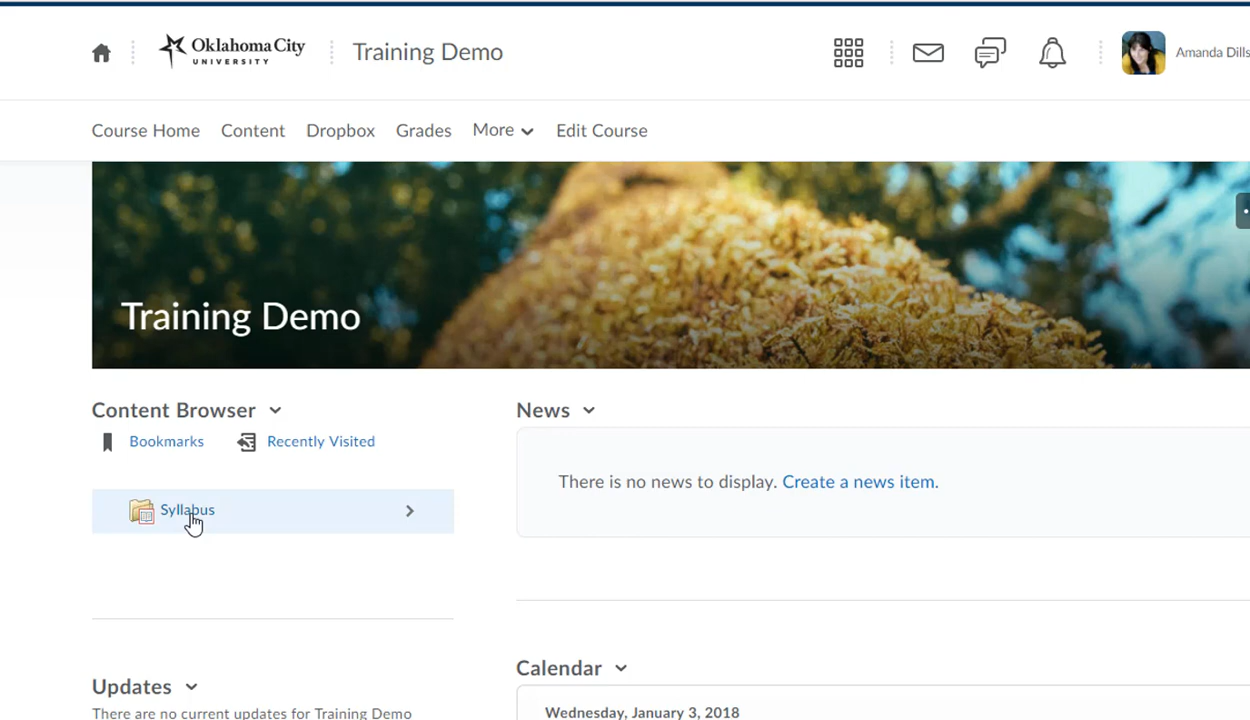 Oklahoma City
UNIVERSITY
Training Demo
Amanda Dills
Course Home
Content
Dropbox
Grades
More
Edit Course
Training Demo
Content Browser
Bookmarks
Recently Visited
Syllabus
News
There is no news to display. Create a news item.
Updates
There are no current updates for Training Demo
Calendar
Wednesday, January 3, 2018